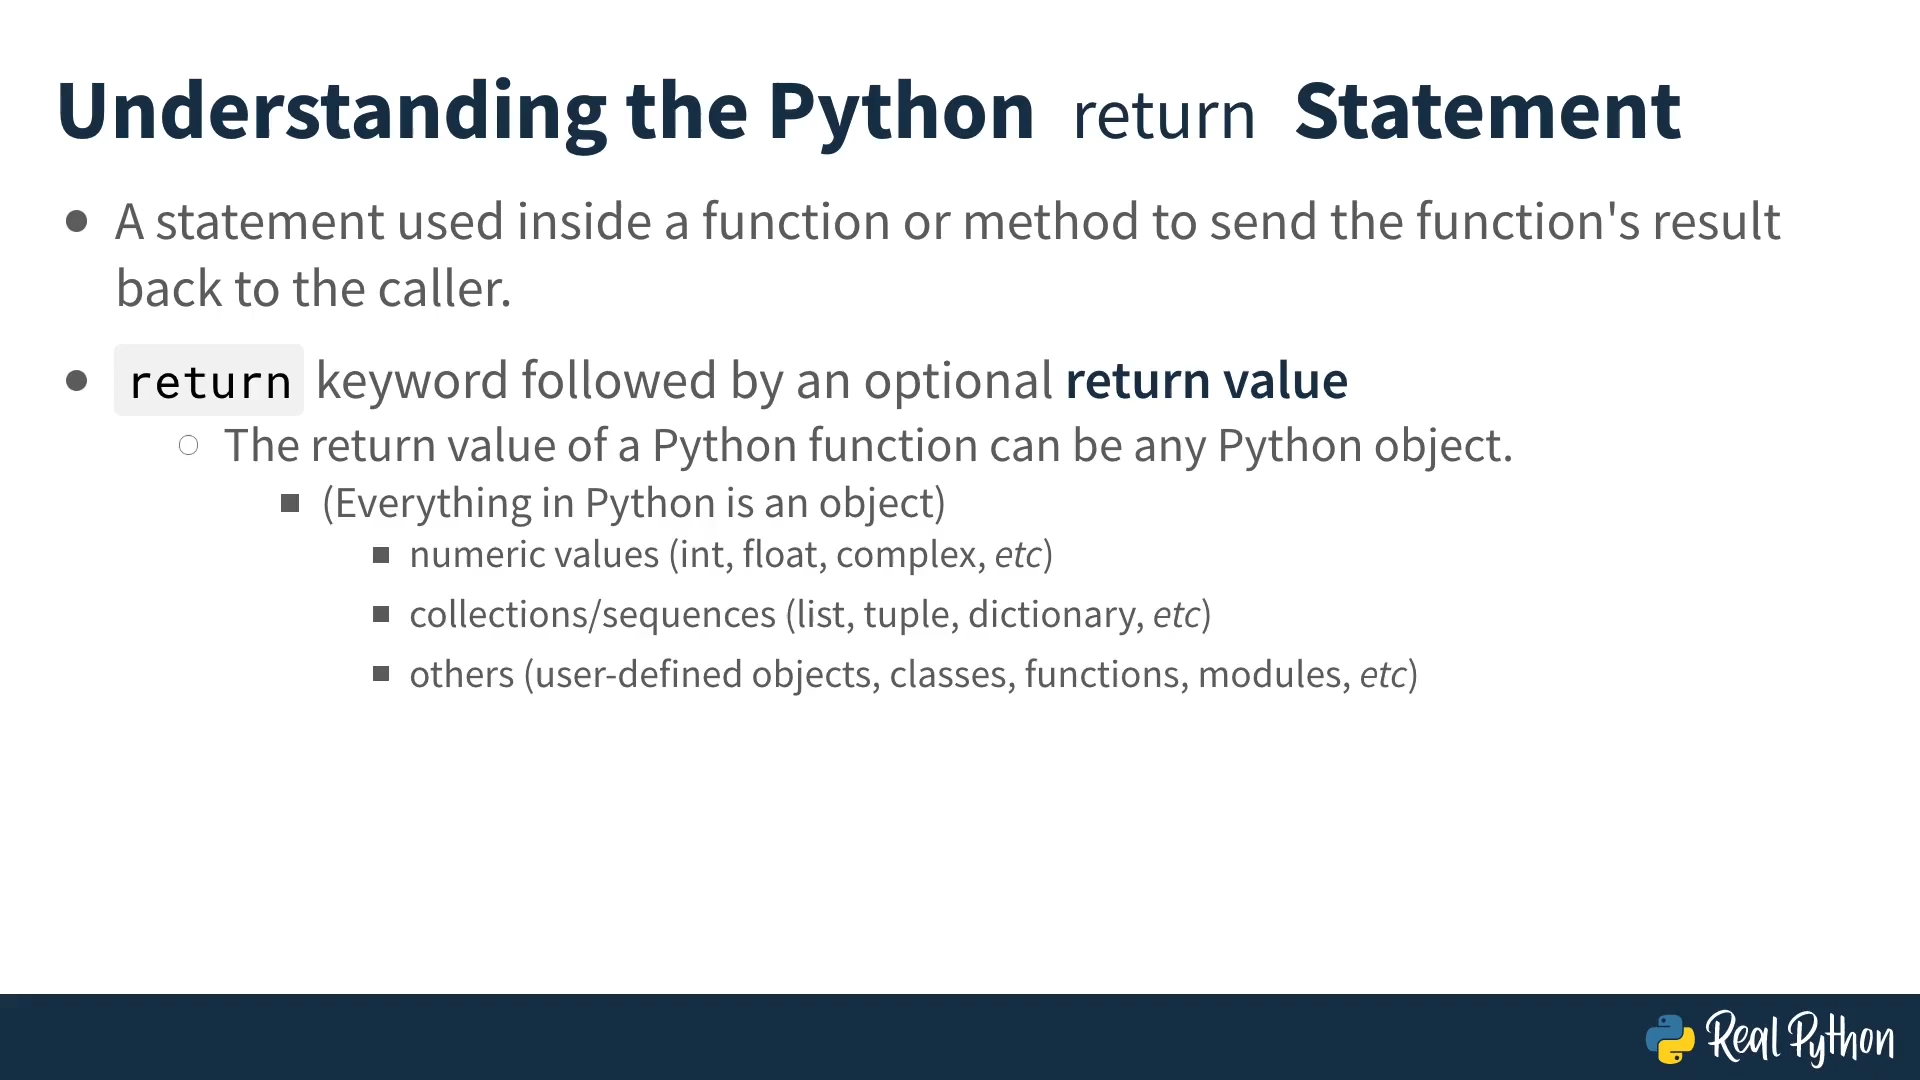 Understanding the Python return Statement
A statement used inside a function or method to send the function's result
back to the caller.
return keyword followed by an optional return value
The return value of a Python function can be any Python object.
(Everything in Python is an object)
numeric values (int, float, complex, etc)
collections/sequences (list, tuple, dictionary, etc)
others (user-defined objects, classes, functions, modules, etc)
Real Python